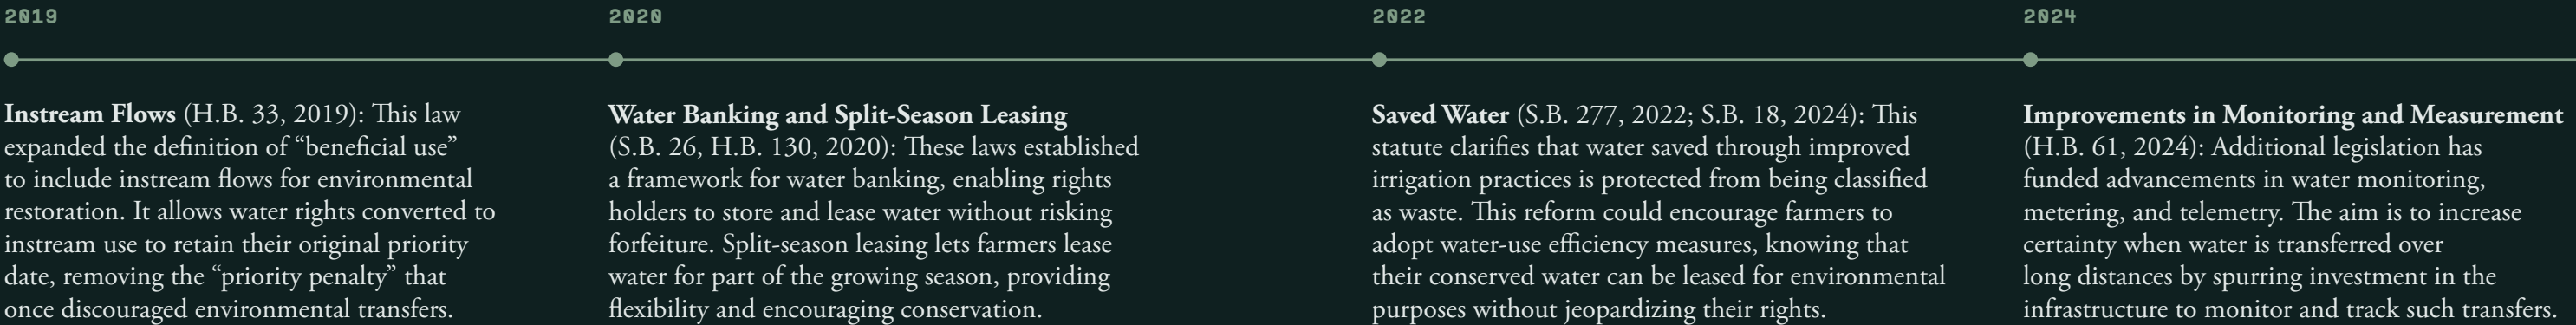 2019
Instream Flows (H.B. 33, 2019): This law
expanded the definition of “beneficial use”
to include instream flows for environmental
restoration. It allows water rights converted to
instream use to retain their original priority
date, removing the “priority penalty” that
once discouraged environmental transfers.
2020
Water Banking and Split-Season Leasing
(S.B. 26, H.B. 130, 2020): These laws established
a framework for water banking, enabling rights
holders to store and lease water without risking
forfeiture. Split-season leasing lets farmers lease
water for part of the growing season, providing
flexibility and encouraging conservation.
2022
Saved Water (S.B. 277, 2022; S.B. 18, 2024): This
statute clarifies that water saved through improved
irrigation practices is protected from being classified
as waste. This reform could encourage farmers to
adopt water-use efficiency measures, knowing that
their conserved water can be leased for environmental
purposes without jeopardizing their rights.
2024
Improvements in Monitoring and Measurement
(H.B. 61, 2024): Additional legislation has
funded advancements in water monitoring,
metering, and telemetry. The aim is to increase
certainty when water is transferred over
long distances by spurring investment in the
infrastructure to monitor and track such transfers.